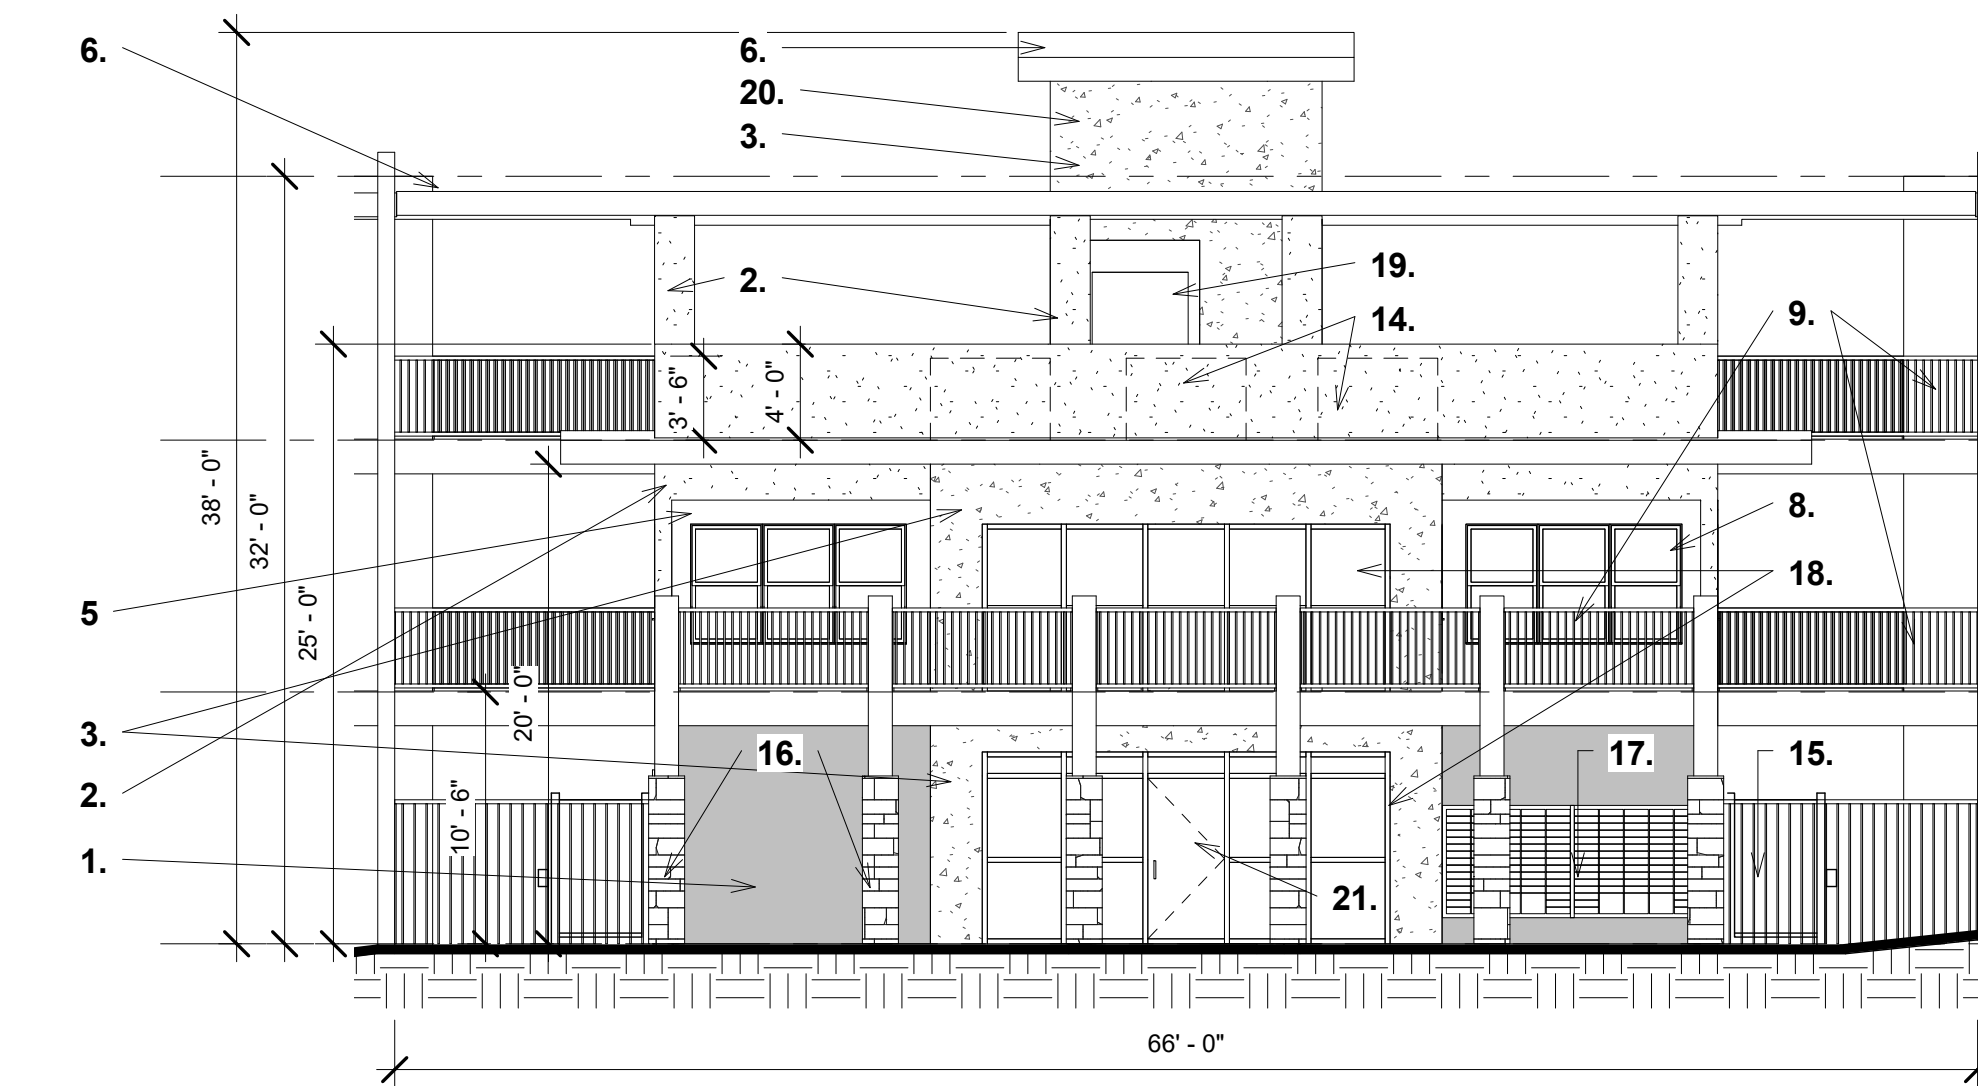 6.
6.
20.
3.
2.
19.
14.
9.
3' - 6"
4' - 0"
38' - 0"
32' - 0"
25' - 0"
8.
18.
5
20' - 0"
3.
16.
17.
15.
2.
10' - 6"
1.
21.
66' - 0"